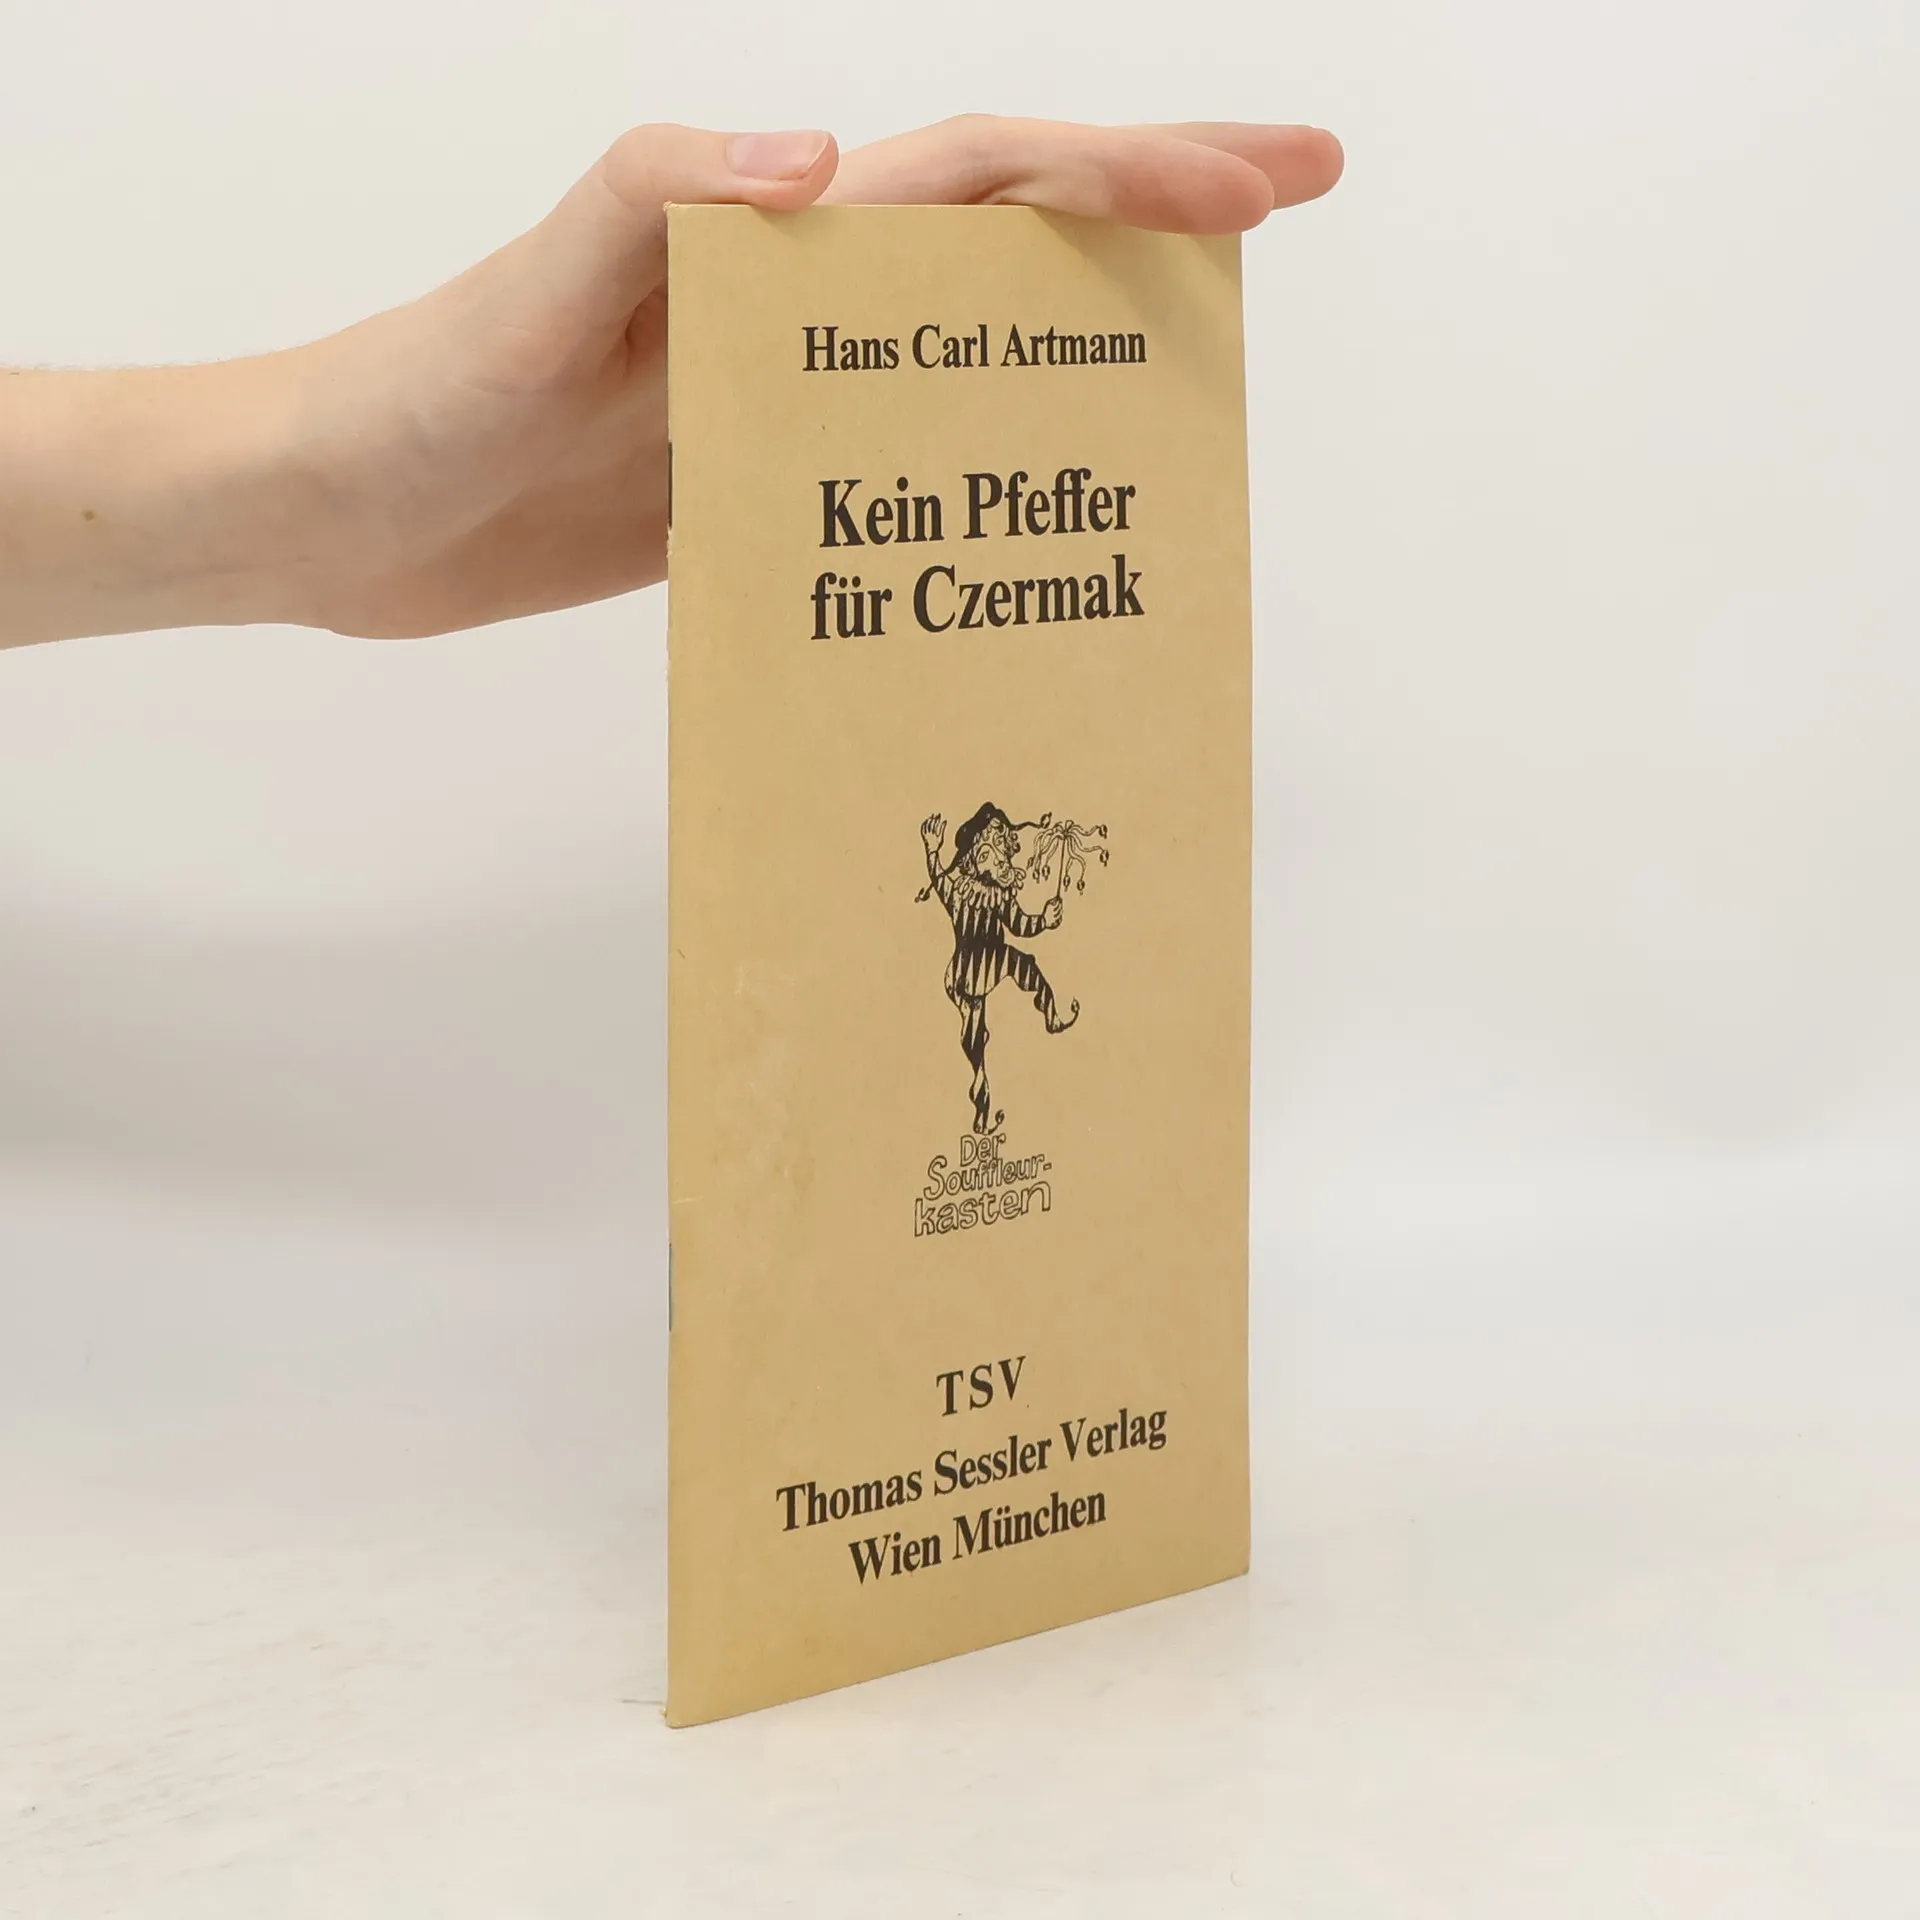 Hans Carl Artmann
Kein Pfeffer
für Czermak
Der
Souffleur-
kasten
TSV
Thomas Sessler Verlag
Wien München